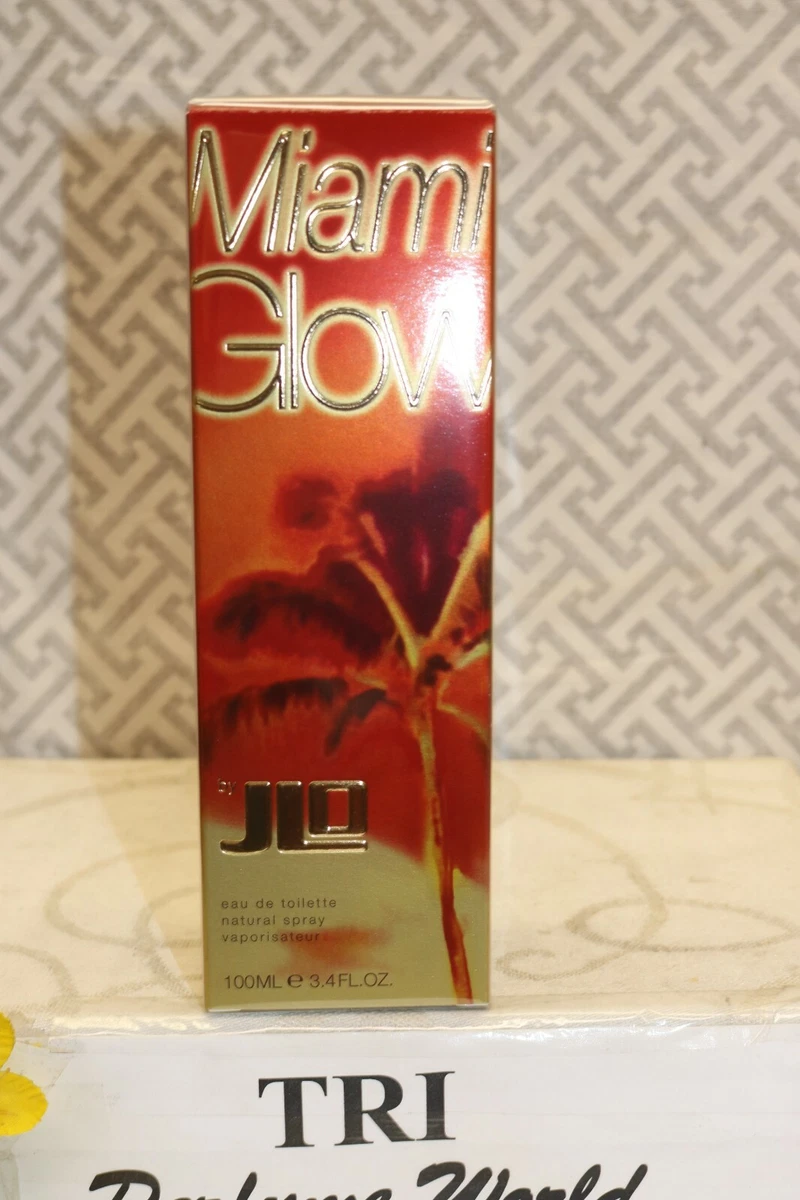 Miami
Glow
by JLO
eau de toilette
natural spray
vaporisateur
100ML e 3.4FL.OZ.
TRI
Perfume World